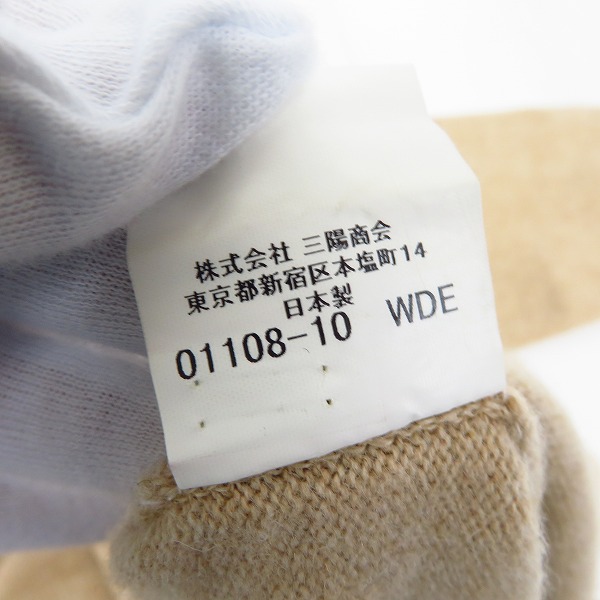 株式会社 三陽商会
東京都新宿区本塩町14
日本製
01108-10 WDE